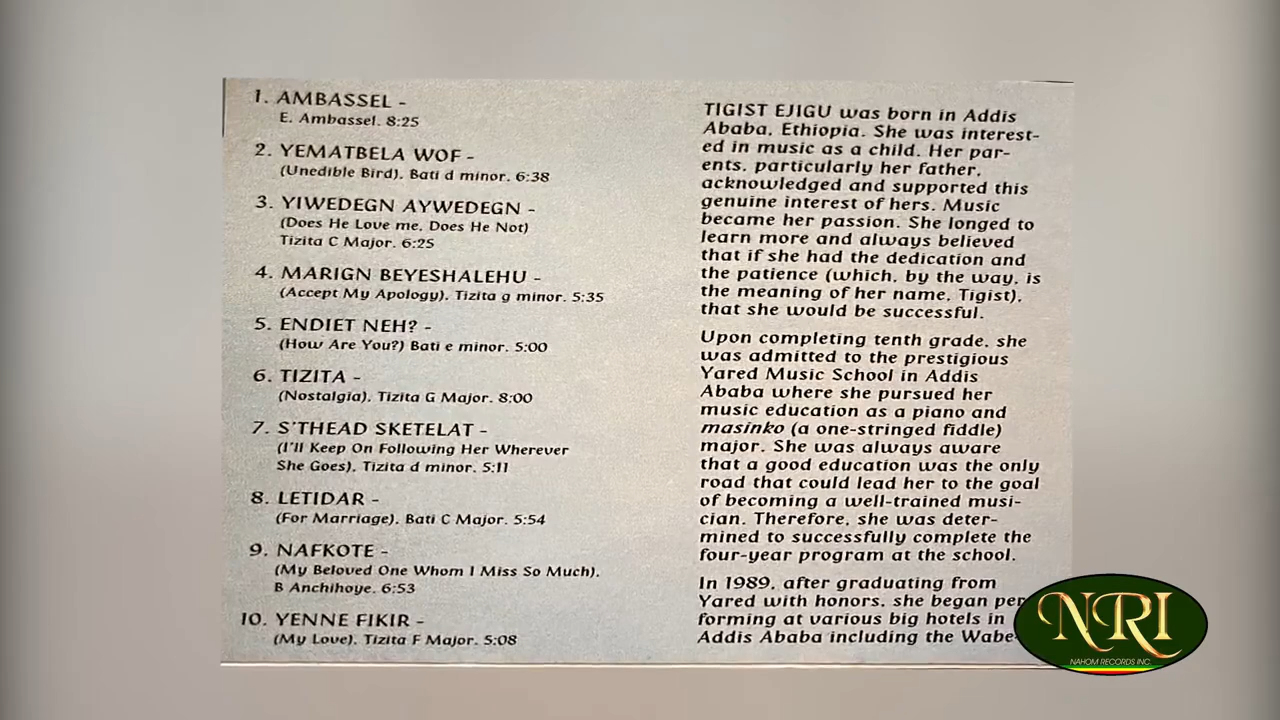 1. AMBASSEL -
E. Ambassel. 8:25
2. YEMATBELA WOF -
(Unedible Bird). Bati d minor. 6:38
3. YIWEDEGN AYWEDEGN -
(Does He Love me, Does He Not)
Tizita C Major. 6:25
4. MARIGN BEYESHALEHU -
(Accept My Apology). Tizita g minor. 5:35
5. ENDIET NEH? -
(How Are You?) Bati e minor. 5:00
6. TIZITA -
(Nostalgia). Tizita G Major. 8:00
7. S'THEAD SKETELAT -
(I'll Keep On Following Her Wherever
She Goes). Tizita d minor. 5:11
8. LETIDAR -
(For Marriage). Bati C Major. 5:54
9. NAFKOTE -
(My Beloved One Whom I Miss So Much).
B Anchihoye. 6:53
10. YENNE FIKIR -
(My Love). Tizita F Major. 5:08
TIGIST EJIGU was born in Addis
Ababa, Ethiopia. She was interest-
ed in music as a child. Her par-
ents, particularly her father,
acknowledged and supported this
genuine interest of hers. Music
became her passion. She longed to
learn more and always believed
that if she had the dedication and
the patience (which, by the way, is
the meaning of her name, Tigist),
that she would be successful.
Upon completing tenth grade, she
was admitted to the prestigious
Yared Music School in Addis
Ababa where she pursued her
music education as a piano and
masinko (a one-stringed fiddle)
major. She was always aware
that a good education was the only
road that could lead her to the goal
of becoming a well-trained musi-
cian. Therefore, she was deter-
mined to successfully complete the
four-year program at the school.
In 1989, after graduating from
Yared with honors, she began per
forming at various big hotels in
Addis Ababa including the Wabe-
NRI
NAHOM RECORDS INC.